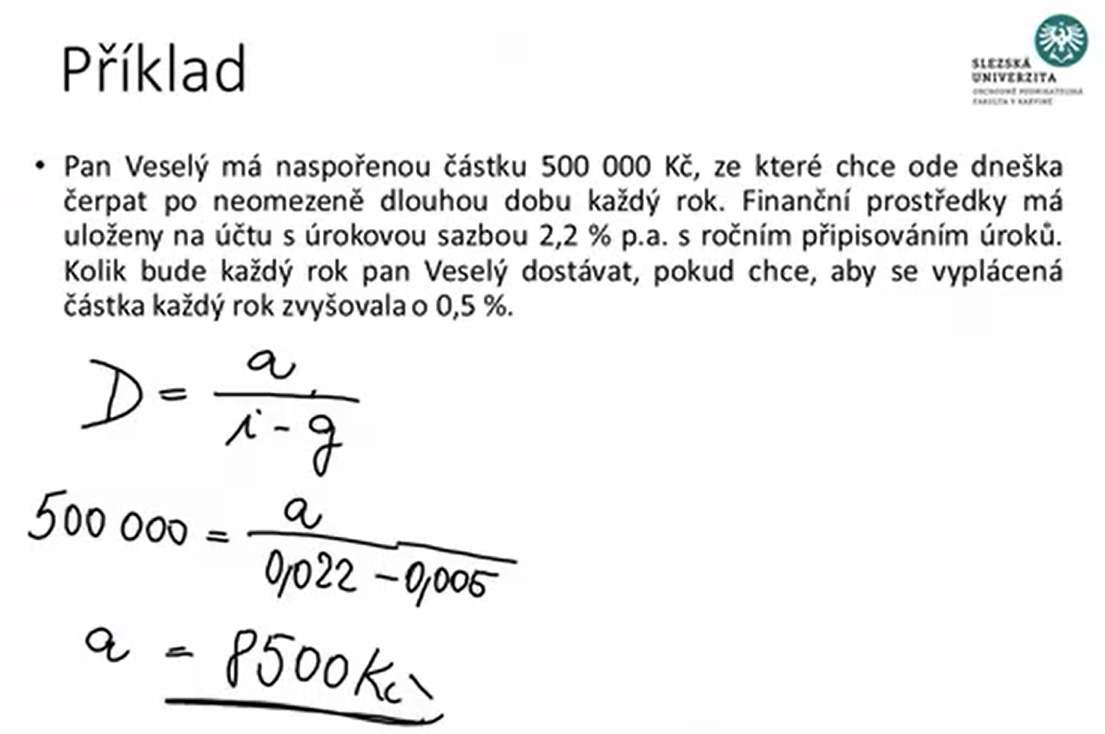 Příklad
SLEZSKÁ
UNIVERZITA
OBCHODNĚ PODNIKATELSKÁ
FAKULTA V KARVINÉ
• Pan Veselý má naspořenou částku 500 000 Kč, ze které chce ode dneška
čerpat po neomezeně dlouhou dobu každý rok. Finanční prostředky má
uloženy na účtu s úrokovou sazbou 2,2 % p.a. s ročním připisováním úroků.
Kolik bude každý rok pan Veselý dostávat, pokud chce, aby se vyplácená
částka každý rok zvyšovala o 0,5 %.
D = a / (i - g)
500 000 = a / (0,022 - 0,005)
a = 8500 Kč